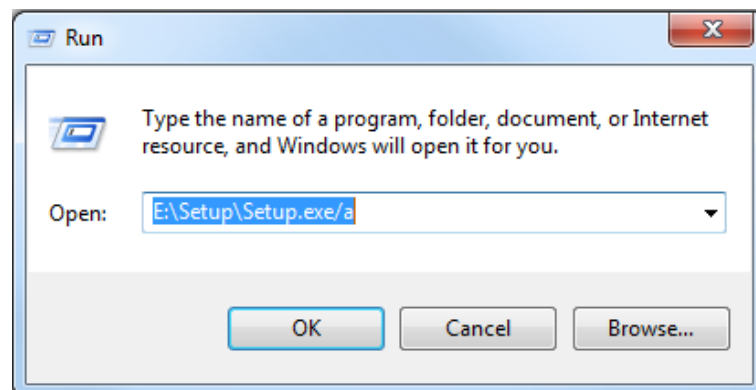 Run
Type the name of a program, folder, document, or Internet
resource, and Windows will open it for you.
Open: E:\Setup\Setup.exe/a
OK Cancel Browse...